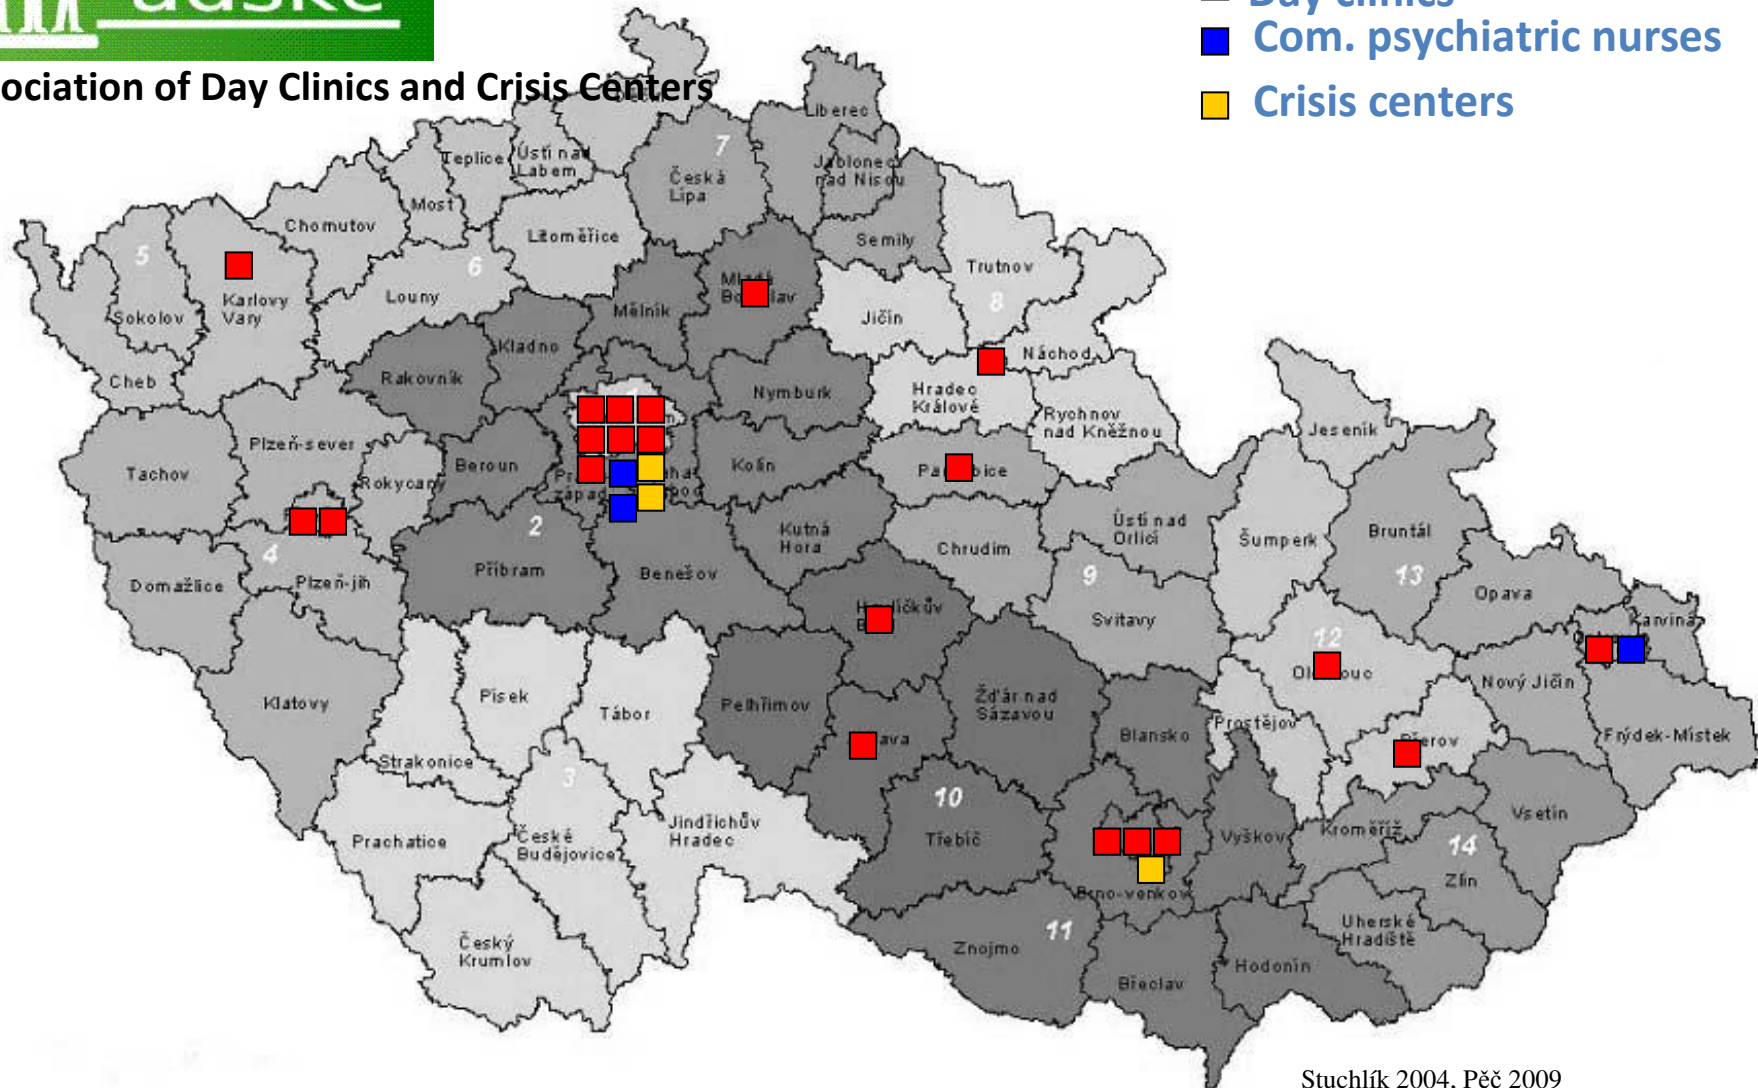 Day clinics
Com. psychiatric nurses
ociation of Day Clinics and Crisis Centers
Crisis centers
Liberec
7
Teplice
Ústí nad
Labem
Česká
Lípa
Jablonec
nad Nisou
Most
Chomutov
Litoměřice
Semily
5
6
Trutnov
8
Karlovy
Vary
Louny
Sokolov
Mělník
Jičín
Kladno
Náchod
Cheb
Rakovník
Nymburk
Hradec
Králové
Rychnov
nad Kněžnou
Jeseník
Plzeň-sever
Tachov
Rokycany
Beroun
Kolín
západ
2
Kutná
Hora
Ústí nad
Orlicí
Šumperk
Bruntál
Chrudim
4
Domažlice
Plzeň-jih
Příbram
Benešov
9
13
Opava
Svitavy
Karviná
12
Klatovy
Písek
Tábor
Pelhřimov
Žďár nad
Sázavou
Nový Jičín
Prostějov
Blansko
Frýdek-Místek
Strakonice
3
10
Prachatice
České
Budějovice
Jindřichův
Hradec
Třebíč
Vyškov
Kroměříž
Vsetín
14
Zlín
Brno-venkov
Uherské
Hradiště
11
Český
Krumlov
Znojmo
Břeclav
Hodonín
Stuchlík 2004, Pěč 2009